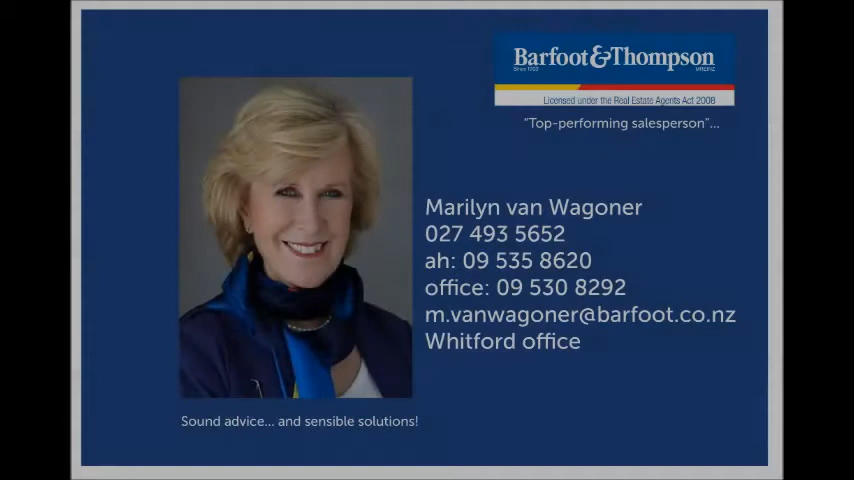 Barfoot&Thompson
MREINZ
Licensed under the Real Estate Agents Act 2008
"Top-performing salesperson"...
Marilyn van Wagoner
027 493 5652
ah: 09 535 8620
office: 09 530 8292
m.vanwagoner@barfoot.co.nz
Whitford office
Sound advice... and sensible solutions!